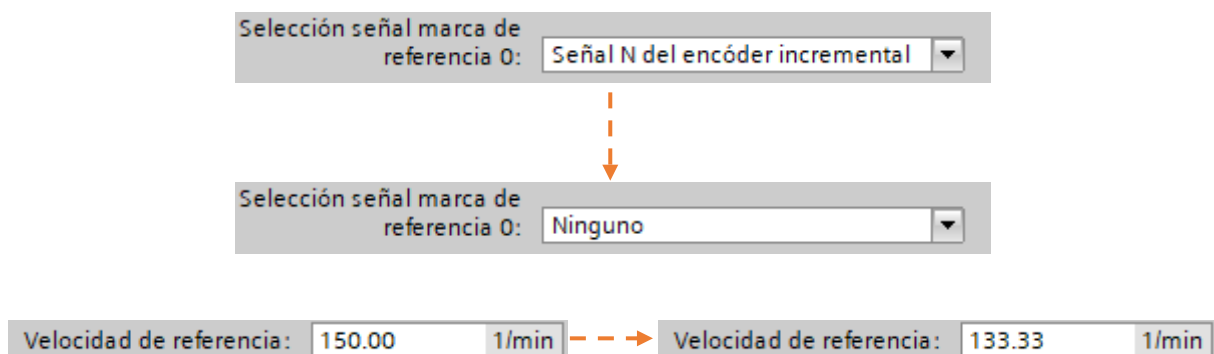 Selección señal marca de
referencia 0: Señal N del encóder incremental
Selección señal marca de
referencia 0: Ninguno
Velocidad de referencia: 150.00 1/min Velocidad de referencia: 133.33 1/min